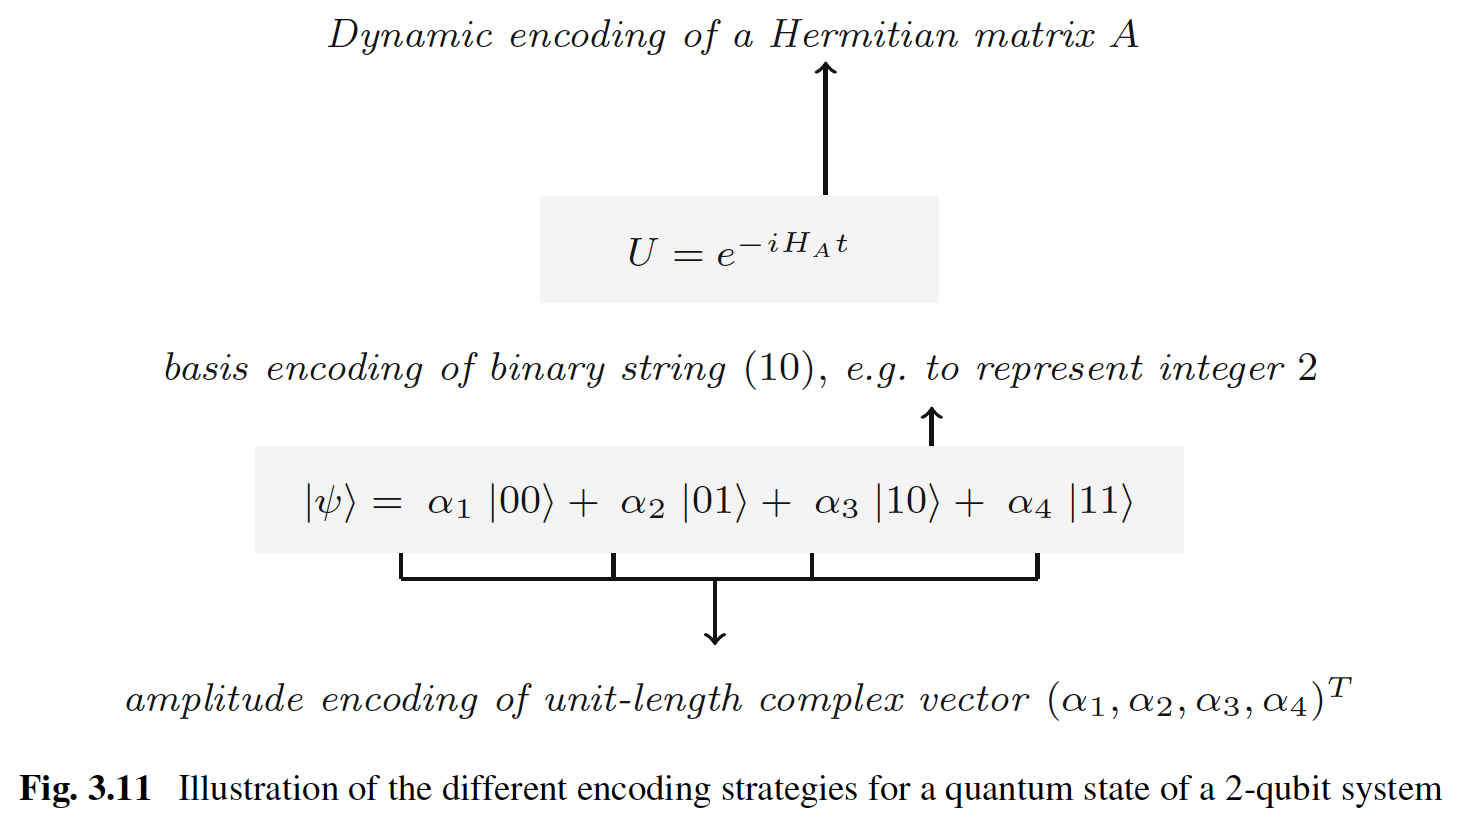 Dynamic encoding of a Hermitian matrix A
U = e^{−iH_A t}
basis encoding of binary string (10), e.g. to represent integer 2
|ψ⟩ = α₁ |00⟩ + α₂ |01⟩ + α₃ |10⟩ + α₄ |11⟩
amplitude encoding of unit-length complex vector (α₁, α₂, α₃, α₄)ᵀ
Fig. 3.11 Illustration of the different encoding strategies for a quantum state of a 2-qubit system